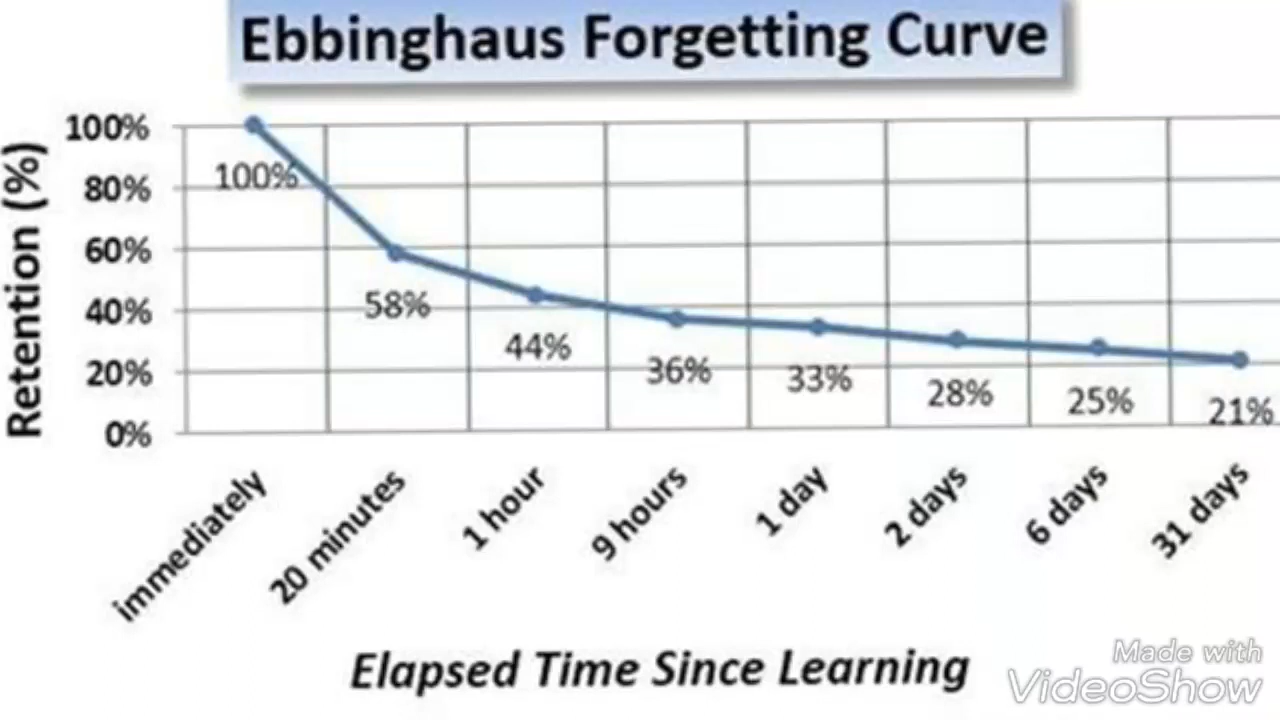 Ebbinghaus Forgetting Curve
Retention (%)
100%
80%
60%
40%
20%
0%
100%
58%
44%
36%
33%
28%
25%
21%
immediately
20 minutes
1 hour
9 hours
1 day
2 days
6 days
31 days
Elapsed Time Since Learning
Made with
VideoShow